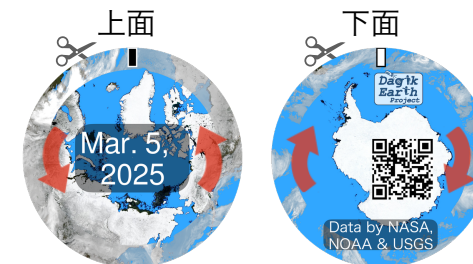 上面
下面
Mar. 5,
2025
Dagik
Earth
Project
Data by NASA,
NOAA & USGS